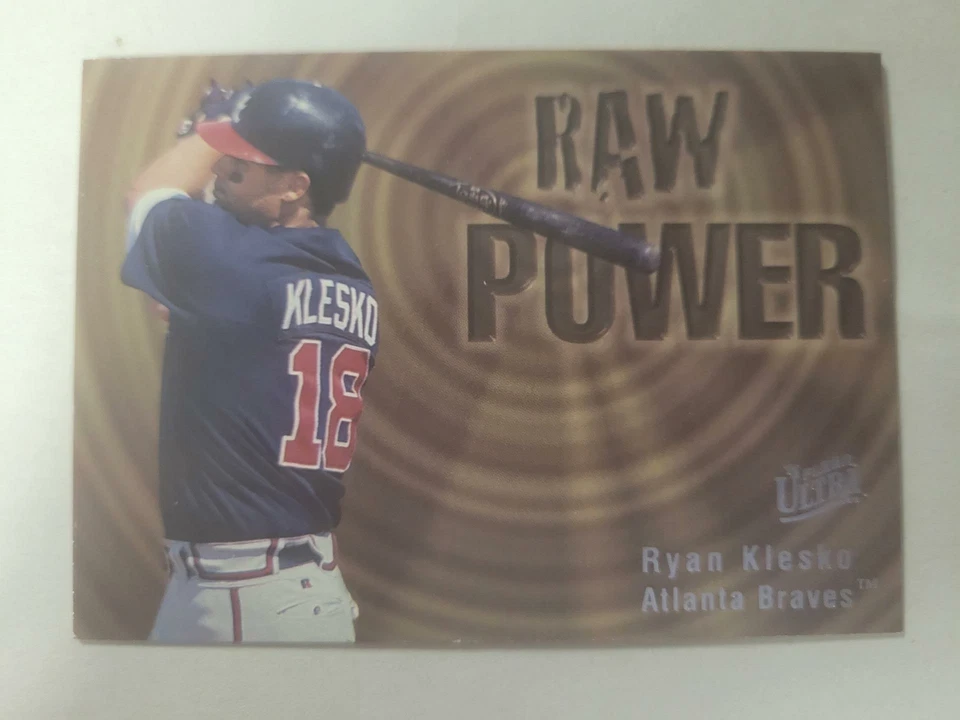 RAW
POWER
KLESKO
18
ULTRA
Ryan Klesko
Atlanta Braves™